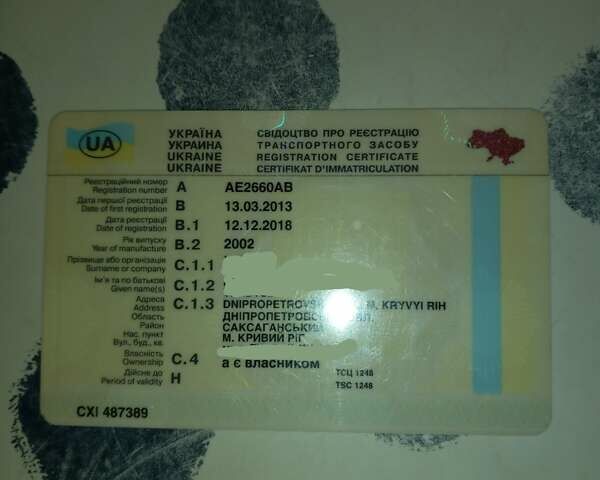 UA
УКРАЇНА СВІДОЦТВО ПРО РЕЄСТРАЦІЮ
УКРАИНА ТРАНСПОРТНОГО ЗАСОБУ
UKRAINE REGISTRATION CERTIFICATE
UKRAINE CERTIFIKAT D'IMMATRICULATION
Реєстраційний номер
Registration number A AE2660AB
Дата першої реєстрації
Date of first registration B 13.03.2013
Дата реєстрації
Date of registration B.1 12.12.2018
Рік випуску
Year of manufacture B.2 2002
Прізвище або організація
Surname or company C.1.1
Ім'я та по батькові
Given name(s) C.1.2
Адреса
Address C.1.3 M. KRYVYI RIH
Область
Район САКСАГАНСЬКИЙ
Нас. пункт М. КРИВИЙ РІГ
Вул., буд., кв.
Власність
Ownership C.4 а є власником
Дійсне до
Period of validity H
ТСЦ 1248
TSC 1248
CXI 487389